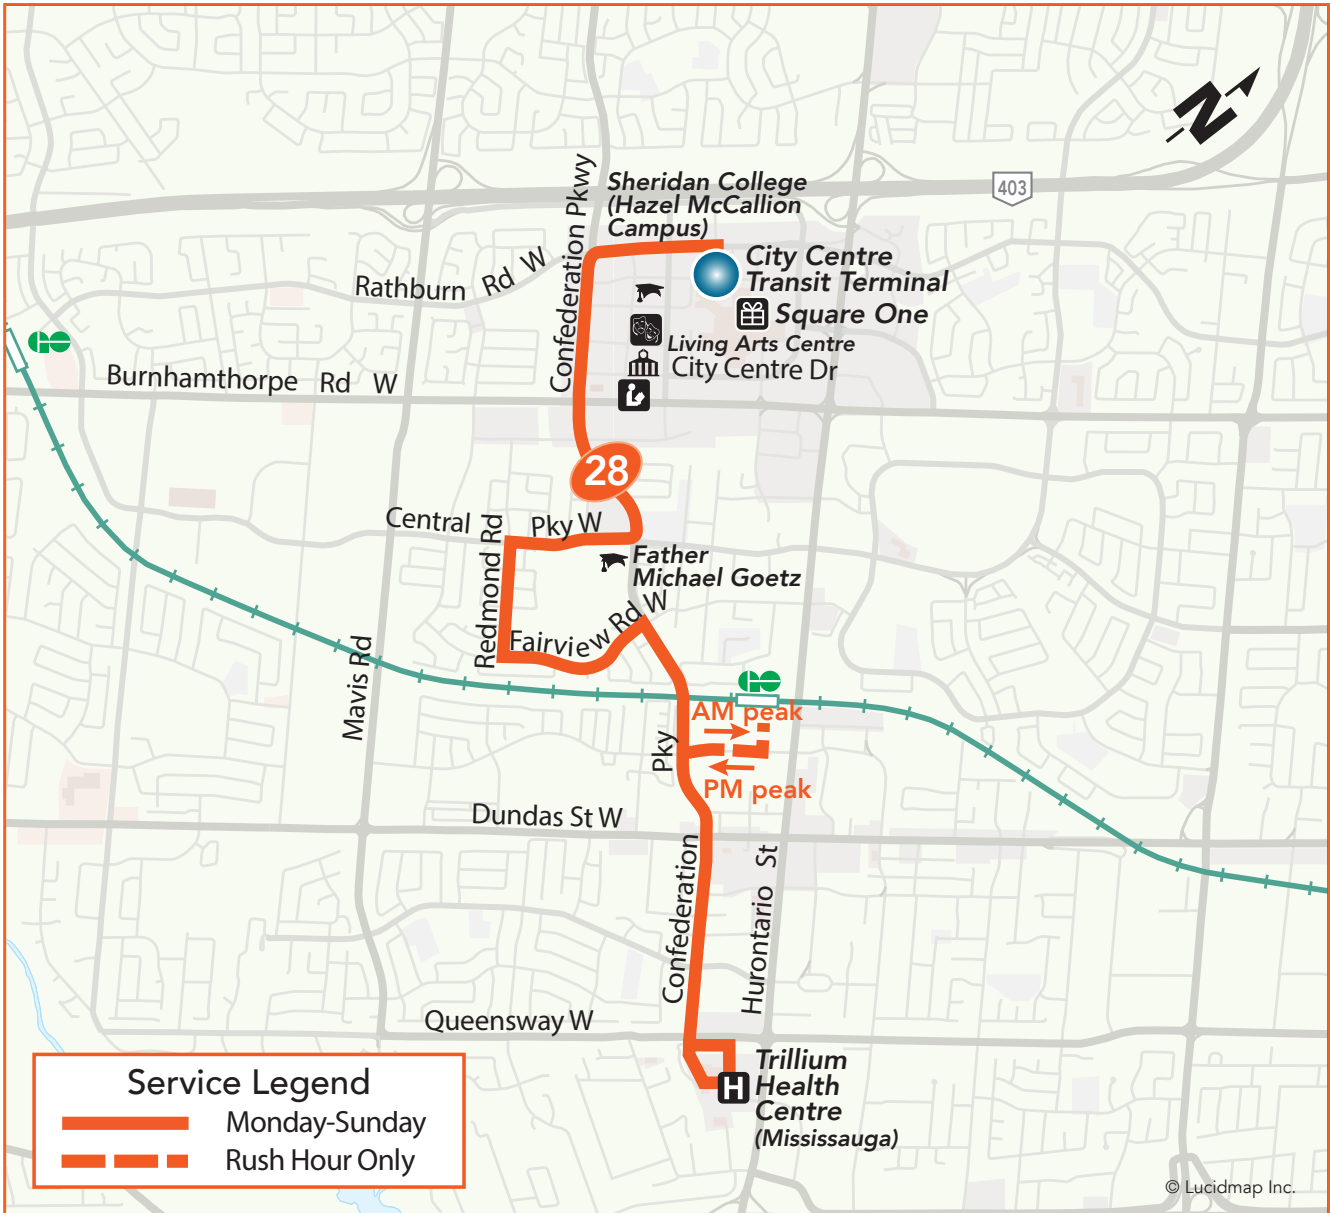 N
403
Confederation Pkwy
Sheridan College
(Hazel McCallion
Campus)
City Centre
Transit Terminal
Rathburn Rd W
Square One
GO
Living Arts Centre
City Centre Dr
Burnhamthorpe Rd W
28
Central Pky W
Redmond Rd
Father
Michael Goetz
Fairview Rd W
Mavis Rd
GO
AM peak
Pky
PM peak
Dundas St W
Confederation
Hurontario St
Queensway W
H
Trillium
Health
Centre
(Mississauga)
Service Legend
Monday-Sunday
Rush Hour Only
© Lucidmap Inc.